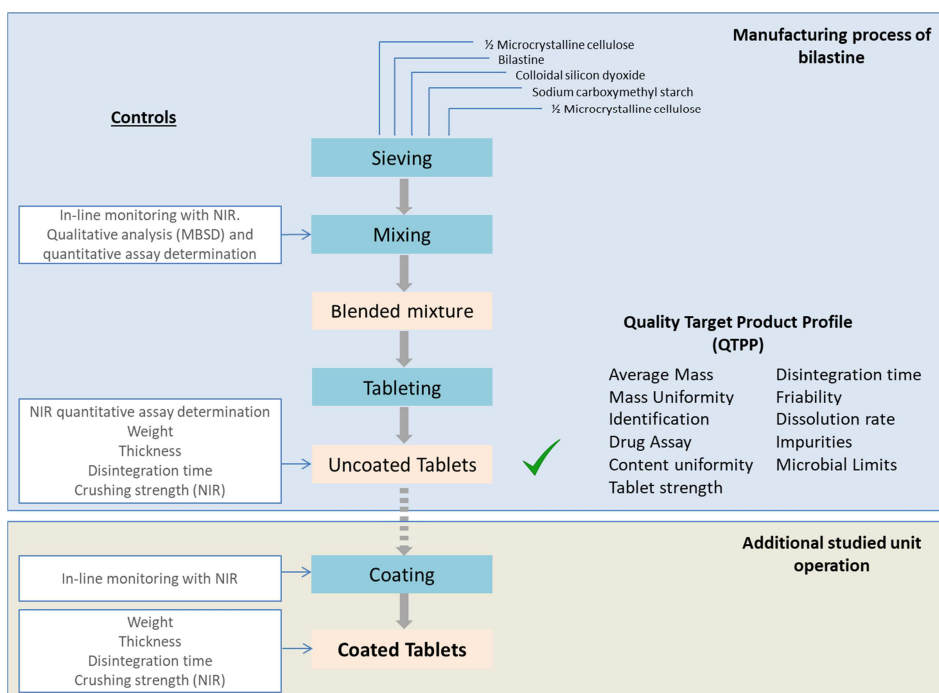 Manufacturing process of
bilastine
½ Microcrystalline cellulose
Bilastine
Colloidal silicon dyoxide
Sodium carboxymethyl starch
½ Microcrystalline cellulose
Controls
Sieving
In-line monitoring with NIR.
Qualitative analysis (MBSD) and
quantitative assay determination
Mixing
Blended mixture
Quality Target Product Profile
(QTPP)
Average Mass
Mass Uniformity
Identification
Drug Assay
Content uniformity
Tablet strength
Disintegration time
Friability
Dissolution rate
Impurities
Microbial Limits
Tableting
NIR quantitative assay determination
Weight
Thickness
Disintegration time
Crushing strength (NIR)
Uncoated Tablets
Additional studied unit
operation
In-line monitoring with NIR
Coating
Weight
Thickness
Disintegration time
Crushing strength (NIR)
Coated Tablets